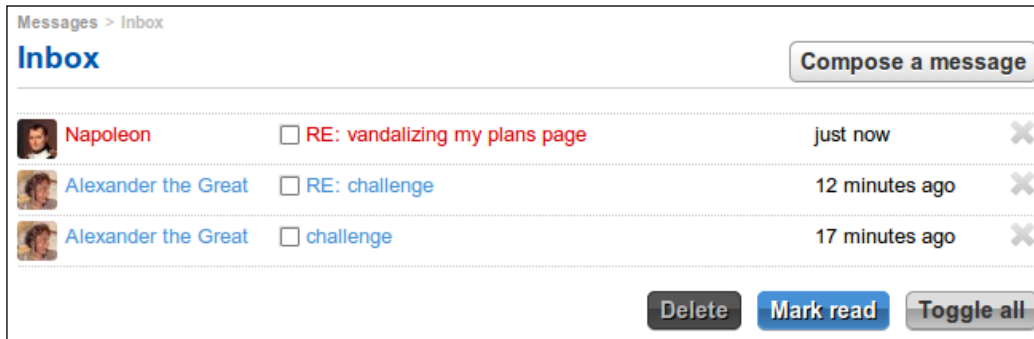 Messages > Inbox
Inbox
Compose a message
Napoleon RE: vandalizing my plans page just now
Alexander the Great RE: challenge 12 minutes ago
Alexander the Great challenge 17 minutes ago
Delete Mark read Toggle all